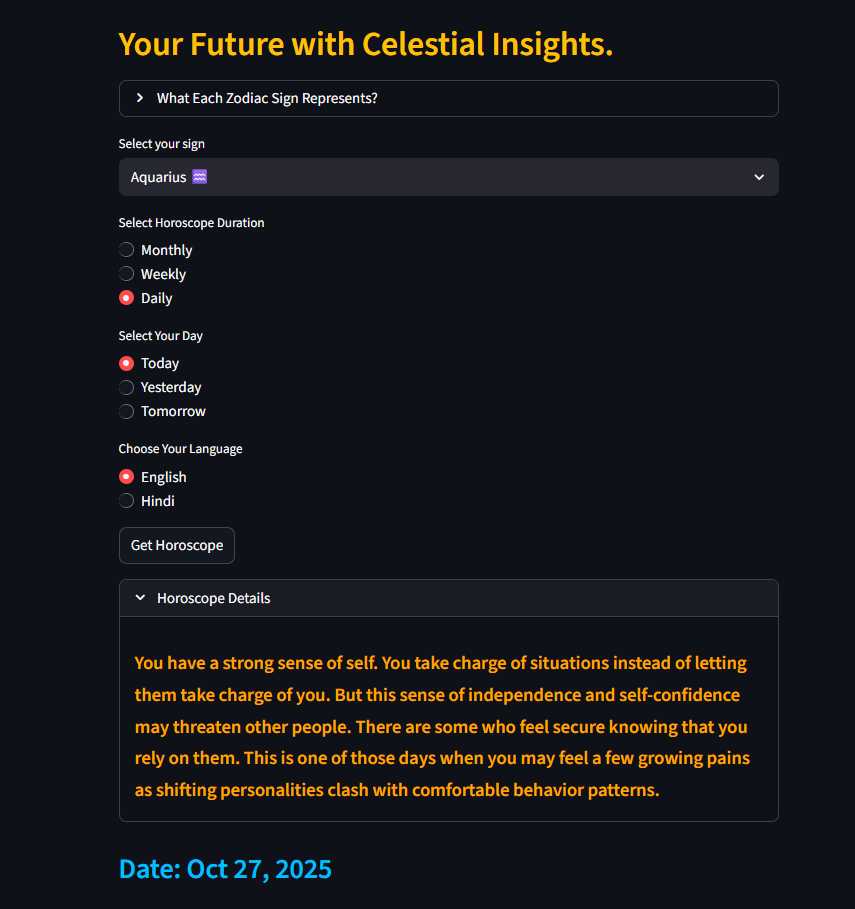 Your Future with Celestial Insights.
What Each Zodiac Sign Represents?
Select your sign
Aquarius ♒
Select Horoscope Duration
Monthly
Weekly
Daily
Select Your Day
Today
Yesterday
Tomorrow
Choose Your Language
English
Hindi
Get Horoscope
Horoscope Details
You have a strong sense of self. You take charge of situations instead of letting
them take charge of you. But this sense of independence and self-confidence
may threaten other people. There are some who feel secure knowing that you
rely on them. This is one of those days when you may feel a few growing pains
as shifting personalities clash with comfortable behavior patterns.
Date: Oct 27, 2025